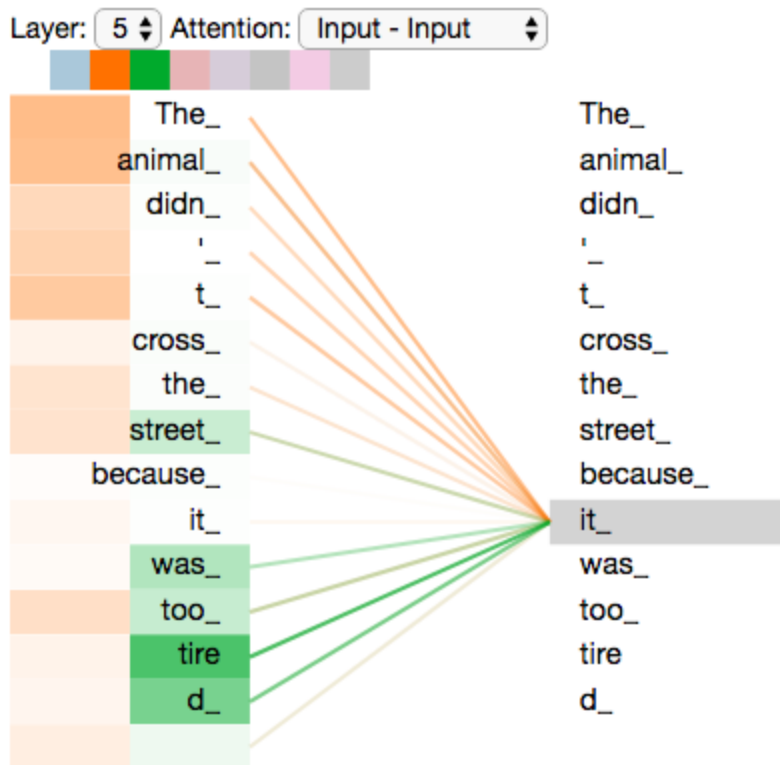 Layer: 5 Attention: Input - Input
The_ The_
animal_ animal_
didn_ didn_
'_ '_
t_ t_
cross_ cross_
the_ the_
street_ street_
because_ because_
it_ it_
was_ was_
too_ too_
tire tire
d_ d_